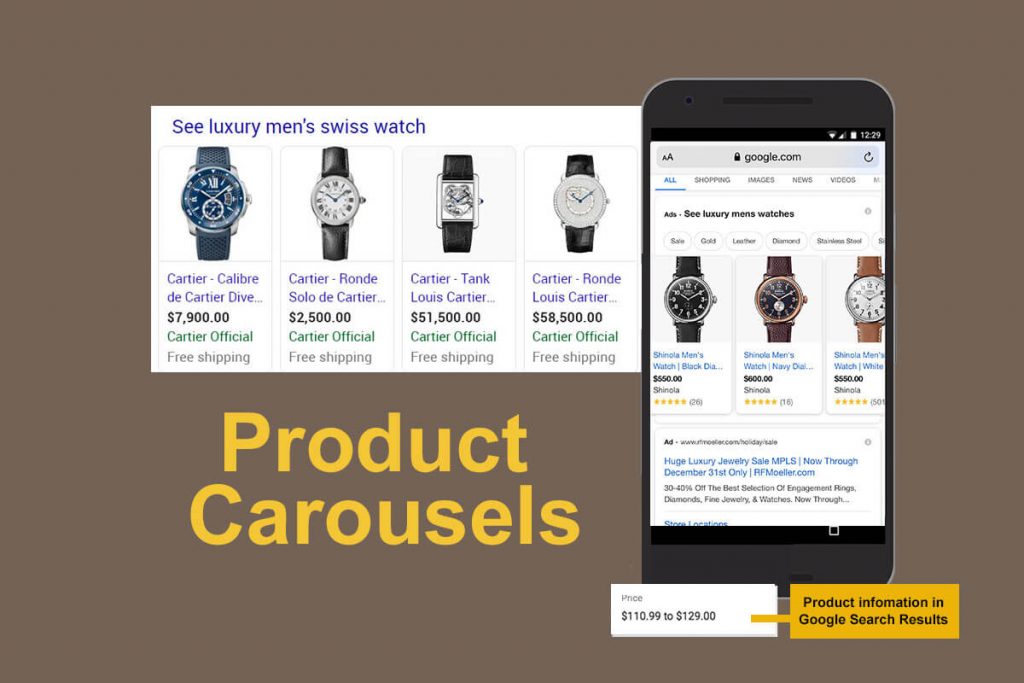 See luxury men's swiss watch
Cartier - Calibre
de Cartier Dive...
$7,900.00
Cartier Official
Free shipping
Cartier - Ronde
Solo de Cartier...
$2,500.00
Cartier Official
Free shipping
Cartier - Tank
Louis Cartier...
$51,500.00
Cartier Official
Free shipping
Cartier - Ronde
Louis Cartier...
$58,500.00
Cartier Official
Free shipping
Product
Carousels
12:29
AA google.com
ALL SHOPPING IMAGES NEWS VIDEOS M
Ads - See luxury mens watches
Sale Gold Leather Diamond Stainless Steel Si
Shinola Men's
Watch | Black Dia...
$550.00
Shinola
(26)
Shinola Men's
Watch | Navy Dial...
$600.00
Shinola
(16)
Shinola Men's
Watch | White
$550.00
Shinola
(501
Ad - www.rfmoeller.com/holiday/sale
Huge Luxury Jewelry Sale MPLS | Now Through
December 31st Only | RFMoeller.com
30-40% Off The Best Selection Of Engagement Rings,
Diamonds, Fine Jewelry, & Watches. Now Through...
Store Locations
Price
$110.99 to $129.00
Product infomation in
Google Search Results